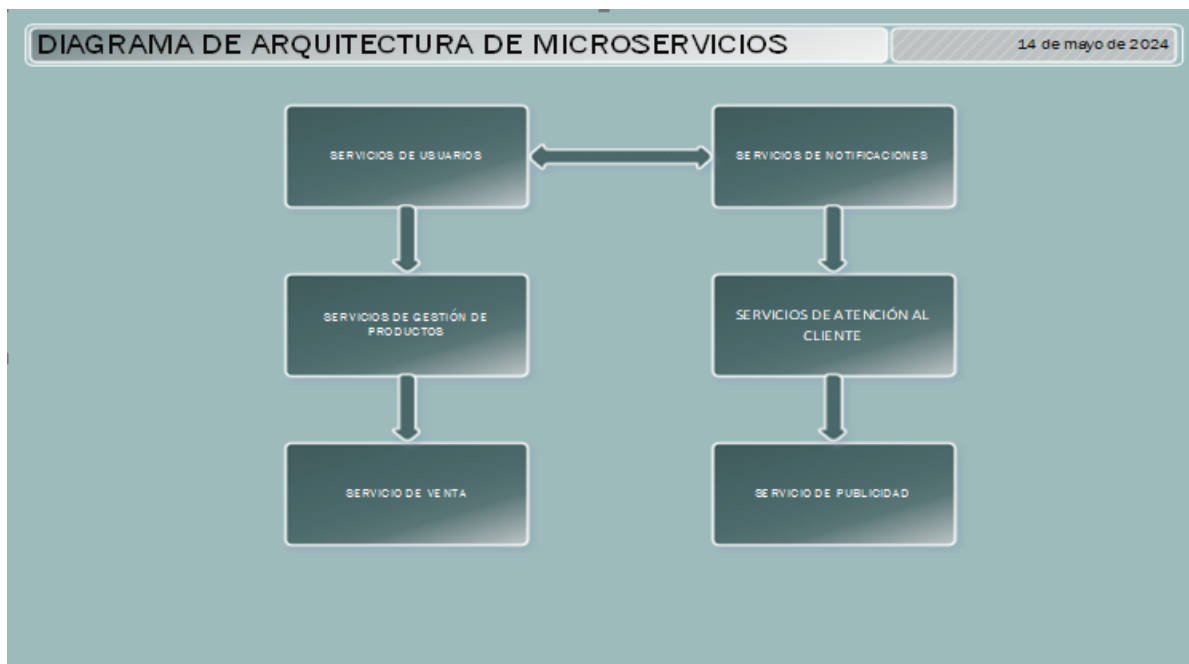 DIAGRAMA DE ARQUITECTURA DE MICROSERVICIOS
14 de mayo de 2024
SERVICIOS DE USUARIOS
SERVICIOS DE NOTIFICACIONES
SERVICIOS DE GESTIÓN DE
PRODUCTOS
SERVICIOS DE ATENCIÓN AL
CLIENTE
SERVICIO DE VENTA
SERVICIO DE PUBLICIDAD